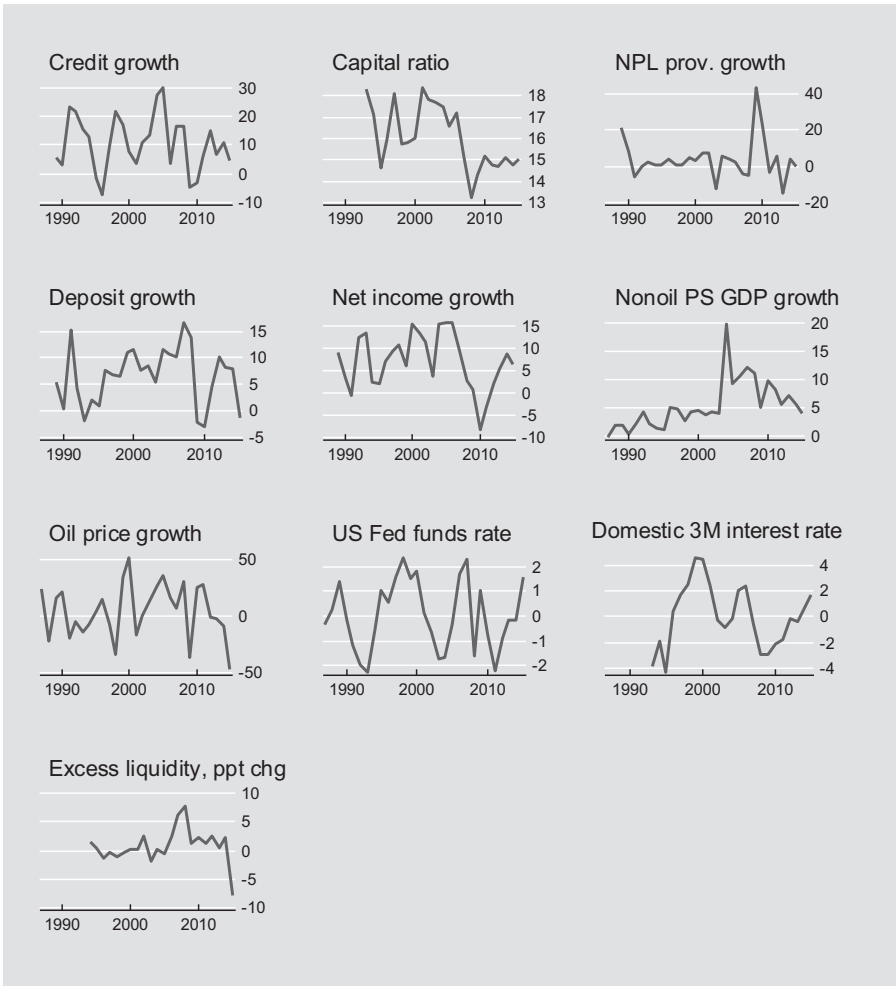 Credit growth
30
20
10
0
-10
1990 2000 2010
Capital ratio
18
17
16
15
14
13
1990 2000 2010
NPL prov. growth
40
20
0
-20
1990 2000 2010
Deposit growth
15
10
5
0
-5
1990 2000 2010
Net income growth
15
10
5
0
-5
-10
1990 2000 2010
Nonoil PS GDP growth
20
15
10
5
0
1990 2000 2010
Oil price growth
50
0
-50
1990 2000 2010
US Fed funds rate
2
1
0
-1
-2
1990 2000 2010
Domestic 3M interest rate
4
2
0
-2
-4
1990 2000 2010
Excess liquidity, ppt chg
10
5
0
-5
-10
1990 2000 2010